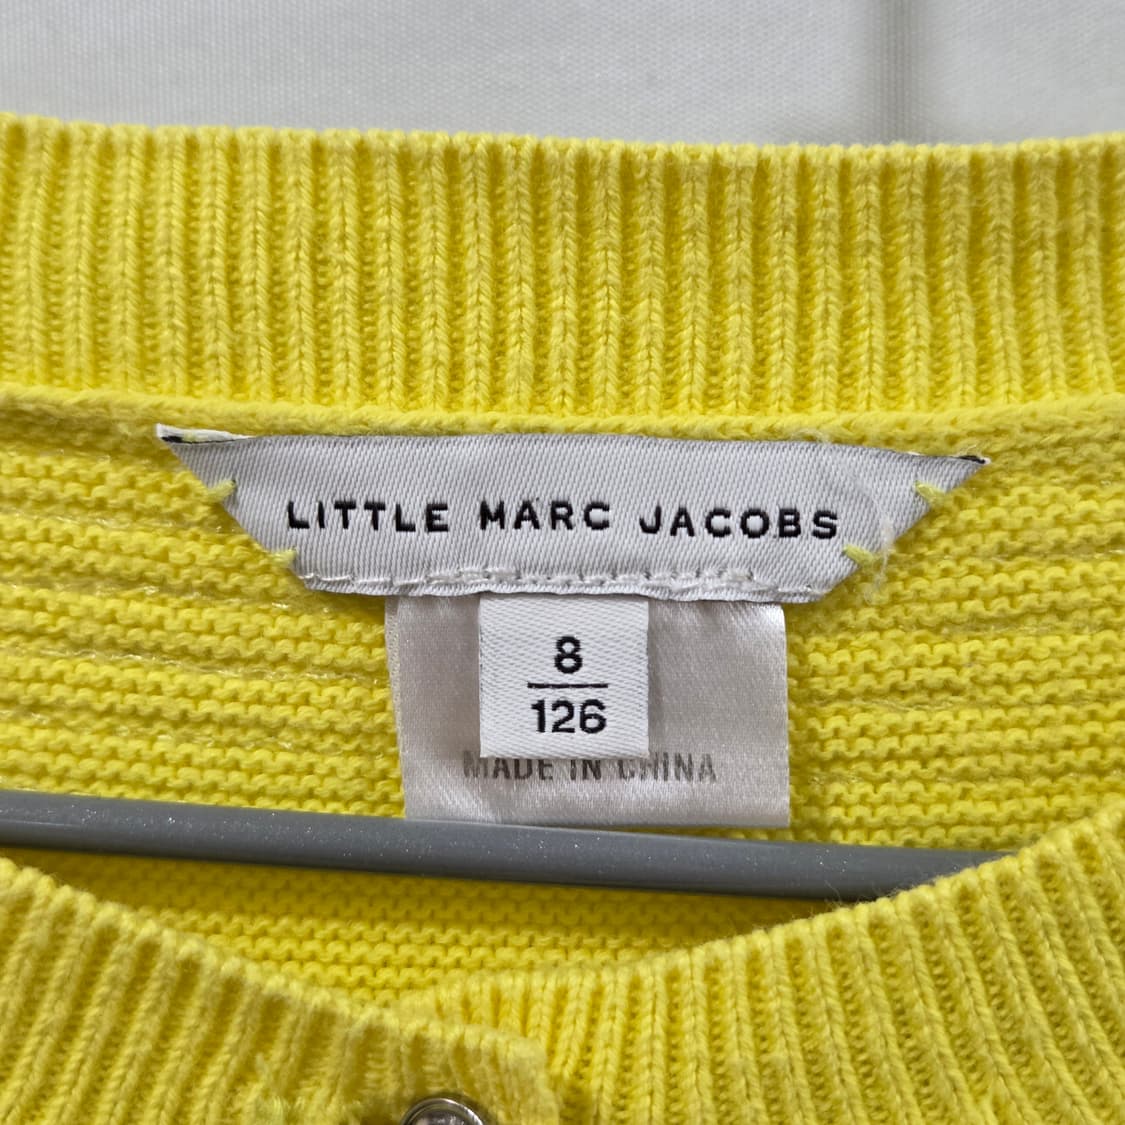 LITTLE MARC JACOBS
8
126
MADE IN CHINA